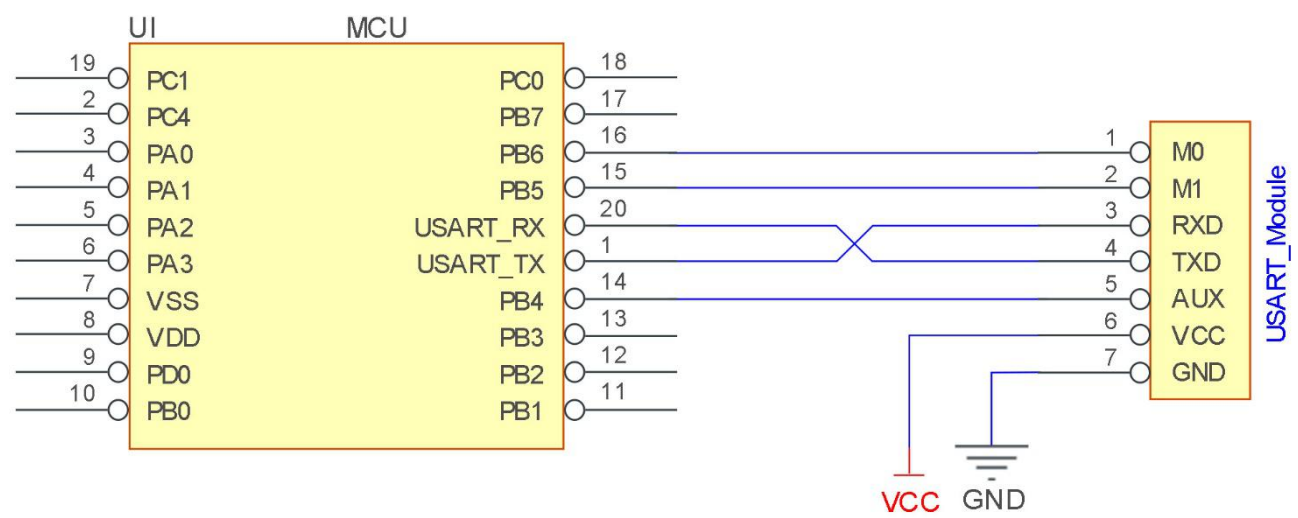 UI MCU
19 PC1 PC0 18
2 PC4 PB7 17
3 PA0 PB6 16 1 M0
4 PA1 PB5 15 2 M1
5 PA2 USART_RX 20 3 RXD
6 PA3 USART_TX 1 4 TXD
7 VSS PB4 14 5 AUX
8 VDD PB3 13 6 VCC
9 PD0 PB2 12 7 GND
10 PB0 PB1 11
USART_Module
VCC GND